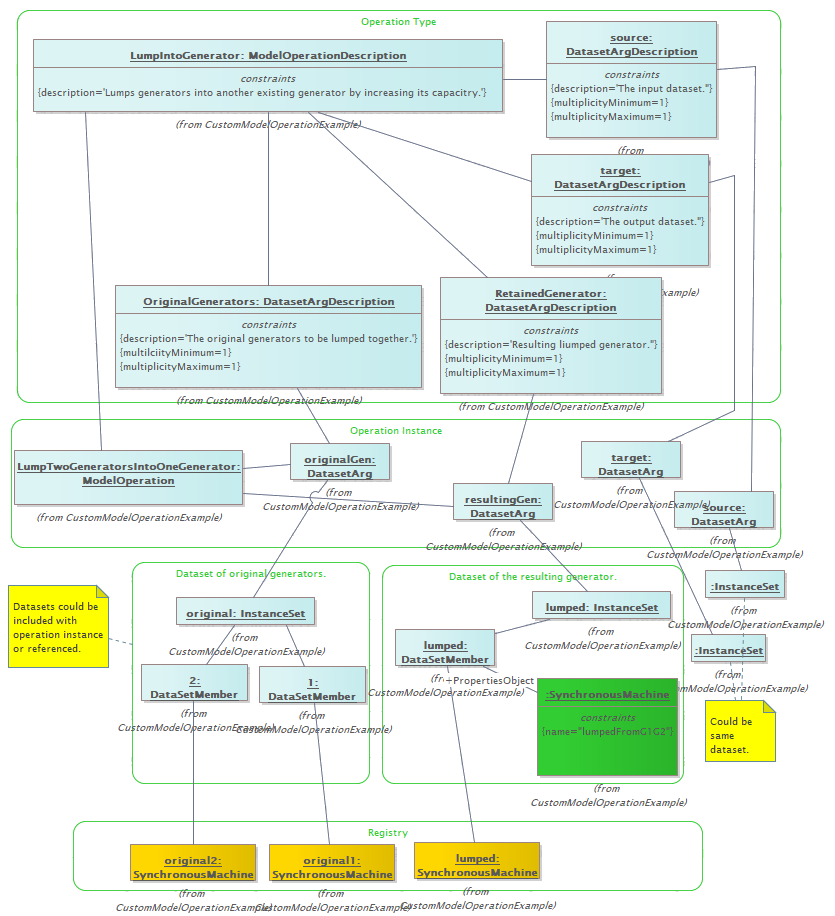 Operation Type
LumpIntoGenerator: ModelOperationDescription
constraints
{description='Lumps generators into another existing generator by increasing its capacitry.'}
(from CustomModelOperationExample)
source:
DatasetArgDescription
constraints
{description='The input dataset."}
{multiplicityMinimum=1}
{multiplicityMaximum=1}
(from
target:
DatasetArgDescription
constraints
{description='The output dataset."}
{multiplicityMinimum=1}
{multiplicityMaximum=1}
OriginalGenerators: DatasetArgDescription
constraints
{description='The original generators to be lumped together.'}
{multilciityMinimum=1}
{multiplicityMaximum=1}
(from CustomModelOperationExample)
RetainedGenerator:
DatasetArgDescription
constraints
{description='Resulting liumped generator."}
{multiplicityMinimum=1}
{multiplicityMaximum=1}
(from CustomModelOperationExample)
xample)
Operation Instance
LumpTwoGeneratorsIntoOneGenerator:
ModelOperation
(from CustomModelOperationExample)
originalGen:
DatasetArg
(from
CustomModelOperationExample)
resultingGen:
DatasetArg
(from
CustomModelOperationExample)
target:
DatasetArg
(from
CustomModelOperationExample)
source:
DatasetArg
(from
CustomModelOperationExample)
Dataset of original generators.
original: InstanceSet
(from
CustomModelOperationExample)
2:
DataSetMember
(from
CustomModelOperationExample)
1:
DataSetMember
(from
CustomModelOperationExample)
Datasets could be
included with
operation instance
or referenced.
Dataset of the resulting generator.
lumped: InstanceSet
(from
CustomModelOperationExample)
lumped:
DataSetMember
(fr
CustomModelOperationExample)
+PropertiesObject
:SynchronousMachine
constraints
{name="lumpedFromG1G2"}
(from
CustomModelOperationExample)
:InstanceSet
(from
CustomModelOperationExample)
:InstanceSet
(from
mModelOperationExample)
Could be
same
dataset.
Registry
original2:
SynchronousMachine
(from
CustomModelOperationExample)
original1:
SynchronousMachine
(from
CustomModelOperationExample)
lumped:
SynchronousMachine
(from
CustomModelOperationExample)